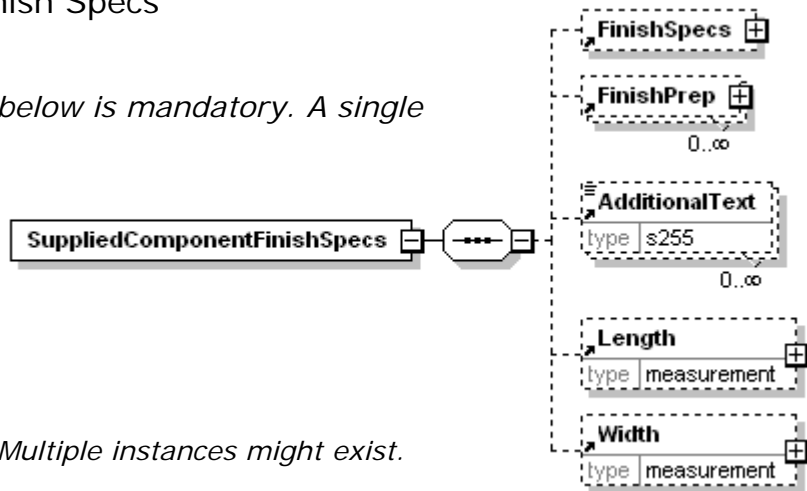 below is mandatory. A single
SuppliedComponentFinishSpecs
Multiple instances might exist.
Specs
FinishSpecs
FinishPrep
0..∞
AdditionalText
type s255
0..∞
Length
type measurement
Width
type measurement